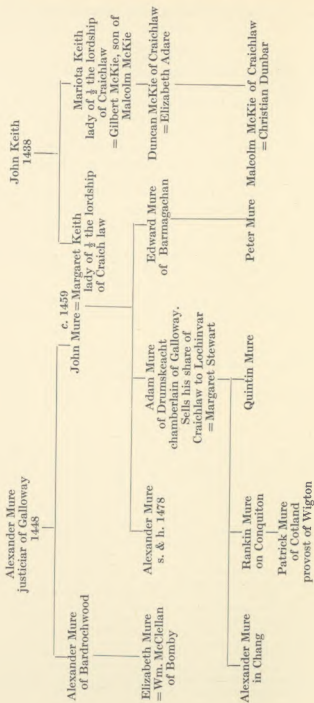 John Keith
1438
Alexander Mure
justiciar of Galloway
1448
Mariota Keith
lady of ½ the lordship
of Craichlaw
=Gilbert McKie, son of
Malcolm McKie
c. 1459
John Mure=Margaret Keith
lady of ½ the lordship
of Craich law
Alexander Mure
of Bardrochwood
Duncan McKie of Craichlaw
=Elizabeth Adare
Edward Mure
of Barmagachan
Adam Mure
of Drumskeacht
chamberlain of Galloway.
Sells his share of
Craichlaw to Lochinvar
=Margaret Stewart
Alexander Mure
s. & h. 1478
Elizabeth Mure
=Wm. McClellan
of Bomby
Malcolm McKie of Craichlaw
=Christian Dunbar
Peter Mure
Quintin Mure
Rankin Mure
on Conquiton
Alexander Mure
in Chang
Patrick Mure
of Cotland
provost of Wigton